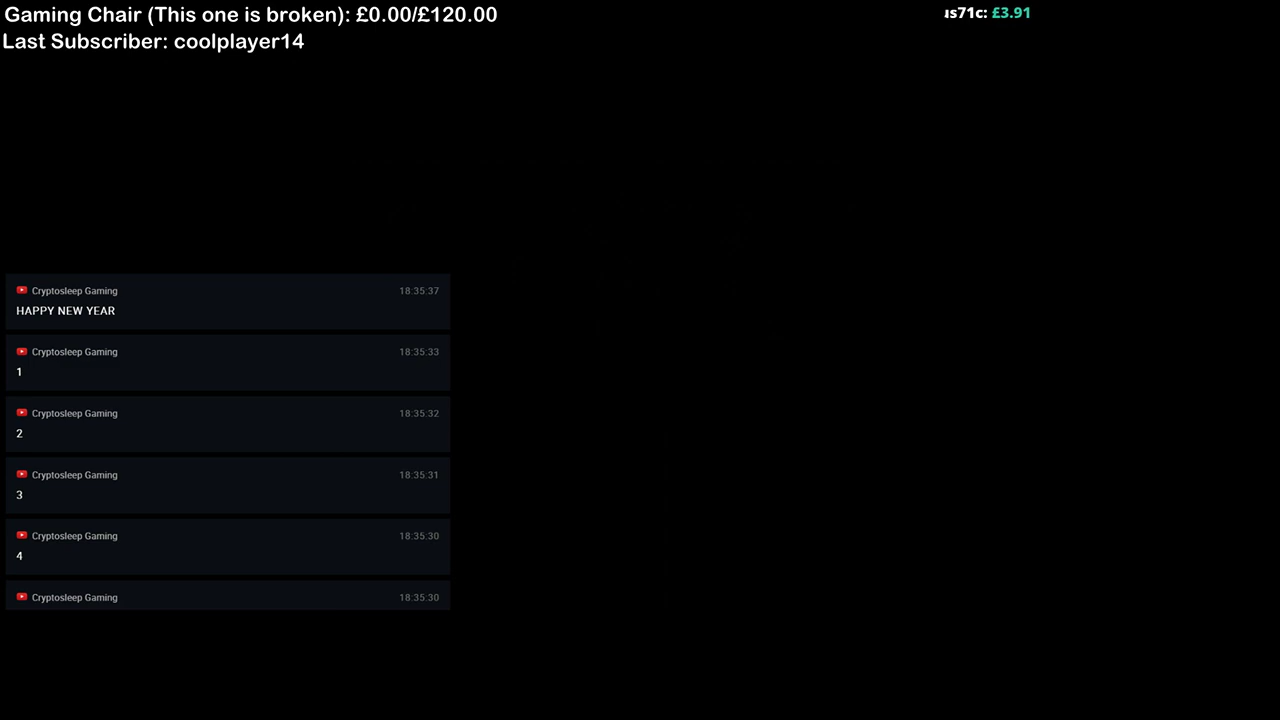 Gaming Chair (This one is broken): £0.00/£120.00
Last Subscriber: coolplayer14
s71c: £3.91
Cryptosleep Gaming 18:35:37
HAPPY NEW YEAR
Cryptosleep Gaming 18:35:33
1
Cryptosleep Gaming 18:35:32
2
Cryptosleep Gaming 18:35:31
3
Cryptosleep Gaming 18:35:30
4
Cryptosleep Gaming 18:35:30